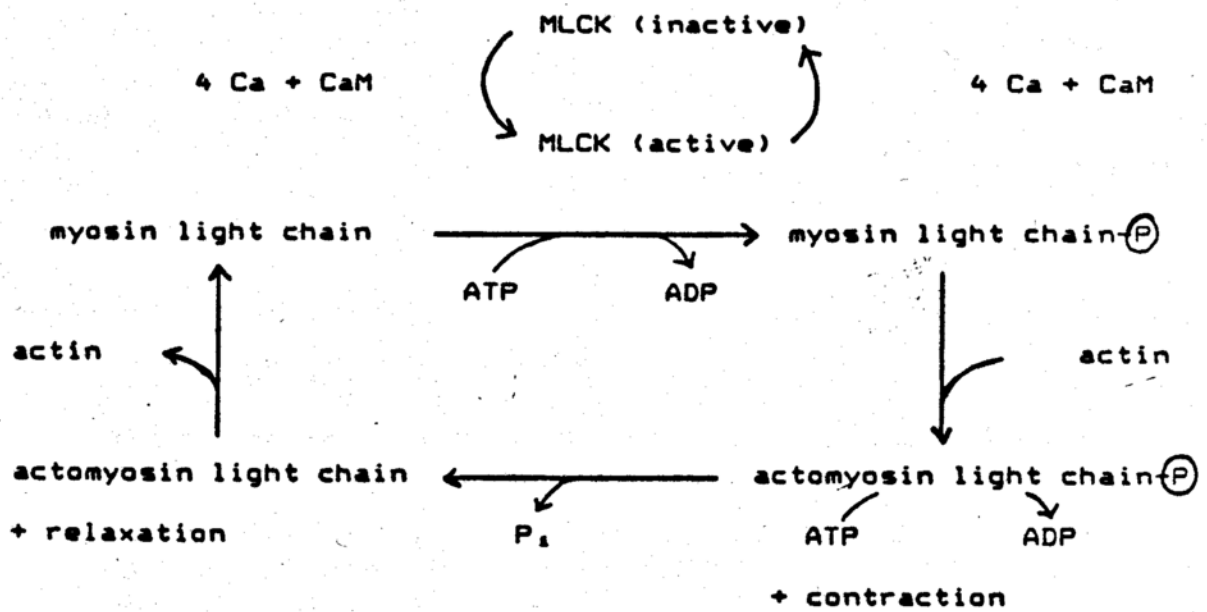 MLCK (inactive)
4 Ca + CaM
4 Ca + CaM
MLCK (active)
myosin light chain
myosin light chain-P
ATP
ADP
actin
actin
actomyosin light chain
actomyosin light chain-P
+ relaxation
Pi
ATP
ADP
+ contraction